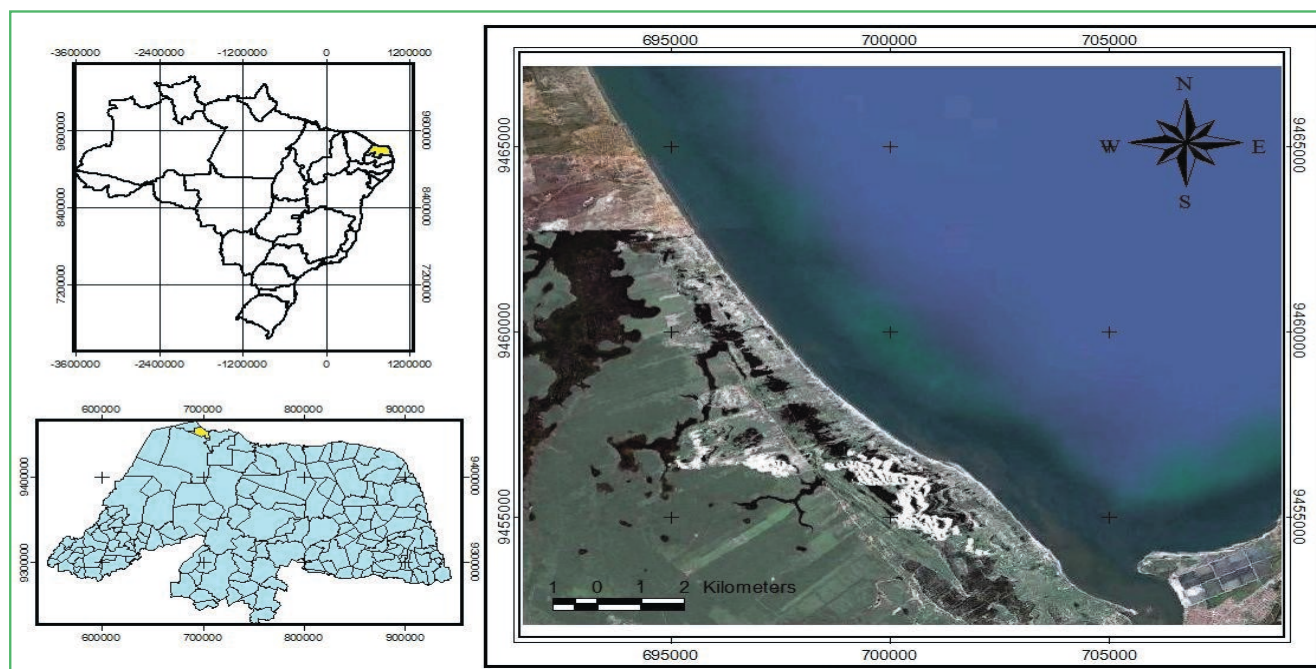 -3600000 -2400000 -1200000 0 1200000
9600000 9600000
8400000 8400000
7200000 7200000
-3600000 -2400000 -1200000 0 1200000
600000 700000 800000 900000
9400000 9400000
9300000 9300000
600000 700000 800000 900000
695000 700000 705000
N
W E
S
9465000 9465000
9460000 9460000
9455000 9455000
1 0 1 2 Kilometers
695000 700000 705000